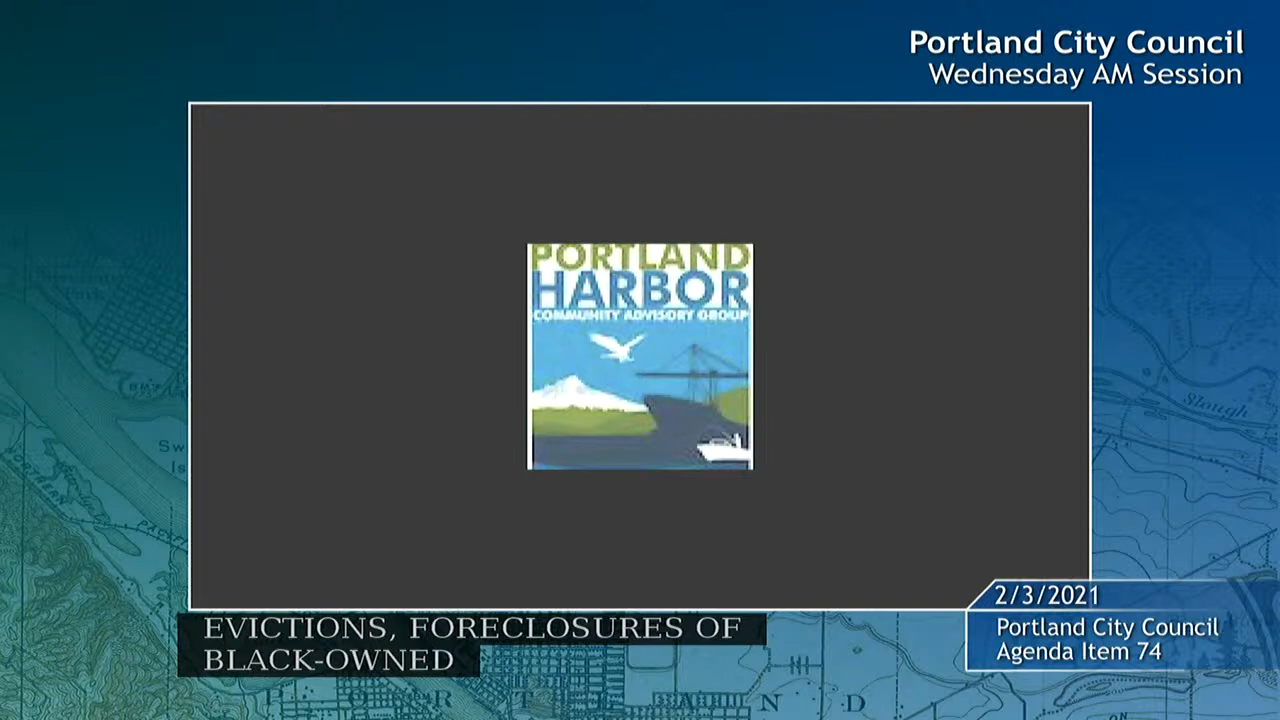 Portland City Council
Wednesday AM Session
PORTLAND
HARBOR
COMMUNITY ADVISORY GROUP
Slough
2/3/2021
Portland City Council
Agenda Item 74
EVICTIONS, FORECLOSURES OF
BLACK-OWNED